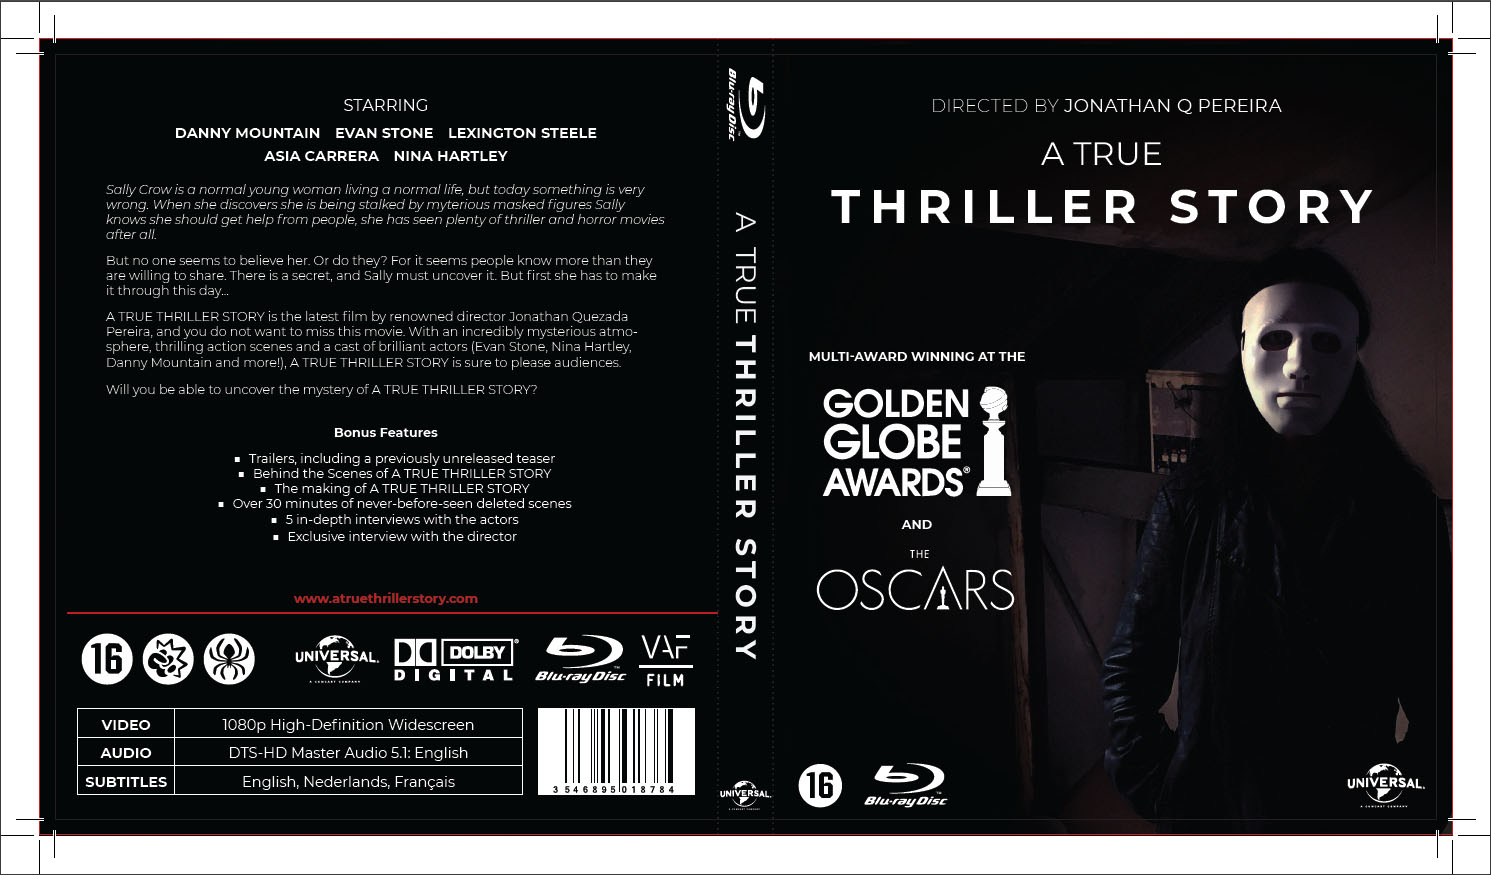 STARRING
DANNY MOUNTAIN EVAN STONE LEXINGTON STEELE
ASIA CARRERA NINA HARTLEY
Sally Crow is a normal young woman living a normal life, but today something is very
wrong. When she discovers she is being stalked by myterious masked figures Sally
knows she should get help from people, she has seen plenty of thriller and horror movies
after all.
But no one seems to believe her. Or do they? For it seems people know more than they
are willing to share. There is a secret, and Sally must uncover it. But first she has to make
it through this day...
A TRUE THRILLER STORY is the latest film by renowned director Jonathan Quezada
Pereira, and you do not want to miss this movie. With an incredibly mysterious atmo-
sphere, thrilling action scenes and a cast of brilliant actors (Evan Stone, Nina Hartley,
Danny Mountain and more!), A TRUE THRILLER STORY is sure to please audiences.
Will you be able to uncover the mystery of A TRUE THRILLER STORY?
Bonus Features
▪ Trailers, including a previously unreleased teaser
▪ Behind the Scenes of A TRUE THRILLER STORY
▪ The making of A TRUE THRILLER STORY
▪ Over 30 minutes of never-before-seen deleted scenes
▪ 5 in-depth interviews with the actors
▪ Exclusive interview with the director
www.atruethrillerstory.com
16
UNIVERSAL
A COMCAST COMPANY
DOLBY®
DIGITAL
Blu-ray Disc™
VAF
FILM
VIDEO 1080p High-Definition Widescreen
AUDIO DTS-HD Master Audio 5.1: English
SUBTITLES English, Nederlands, Français
3546895018784
Blu-ray Disc™
A TRUE THRILLER STORY
UNIVERSAL
A COMCAST COMPANY
DIRECTED BY JONATHAN Q PEREIRA
A TRUE
THRILLER STORY
MULTI-AWARD WINNING AT THE
GOLDEN
GLOBE
AWARDS®
AND
THE
OSCARS
16
Blu-ray Disc™
UNIVERSAL
A COMCAST COMPANY